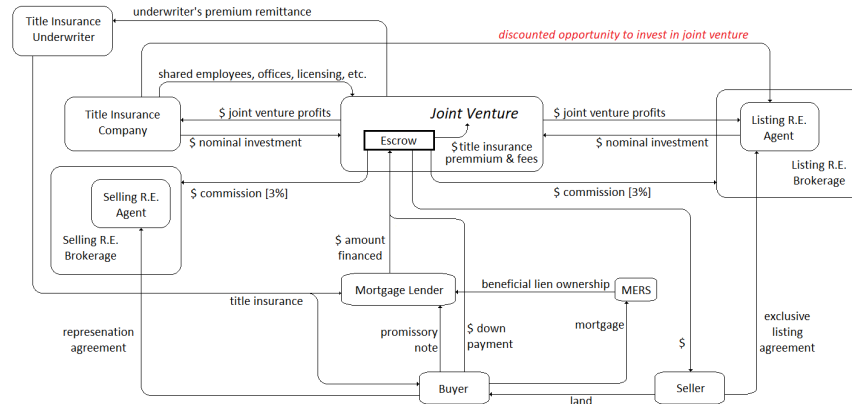 underwriter's premium remittance
Title Insurance
Underwriter
discounted opportunity to invest in joint venture
shared employees, offices, licensing, etc.
Title Insurance
Company
$ joint venture profits
$ nominal investment
Joint Venture
Escrow
$ title insurance
premmium & fees
$ joint venture profits
$ nominal investment
Listing R.E.
Agent
Listing R.E.
Brokerage
$ commission [3%]
$ commission [3%]
Selling R.E.
Agent
Selling R.E.
Brokerage
$ amount
financed
Mortgage Lender
beneficial lien ownership
MERS
title insurance
represenation
agreement
promissory
note
$ down
payment
mortgage
$
exclusive
listing
agreement
Buyer
Seller
land